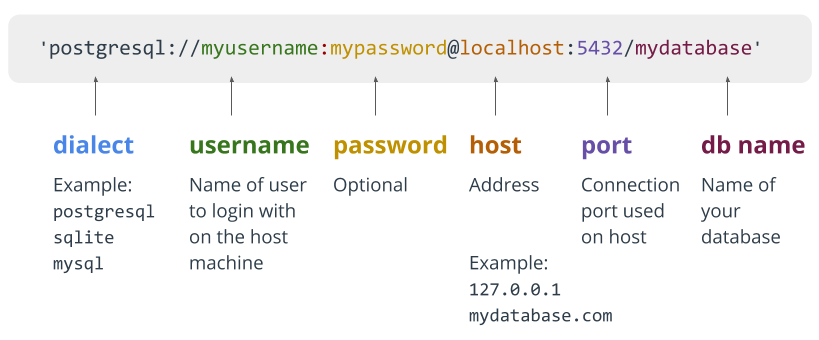 'postgresql://myusername:mypassword@localhost:5432/mydatabase'
dialect
Example:
postgresql
sqlite
mysql
username
Name of user
to login with
on the host
machine
password
Optional
host
Address
Example:
127.0.0.1
mydatabase.com
port
Connection
port used
on host
db name
Name of
your
database